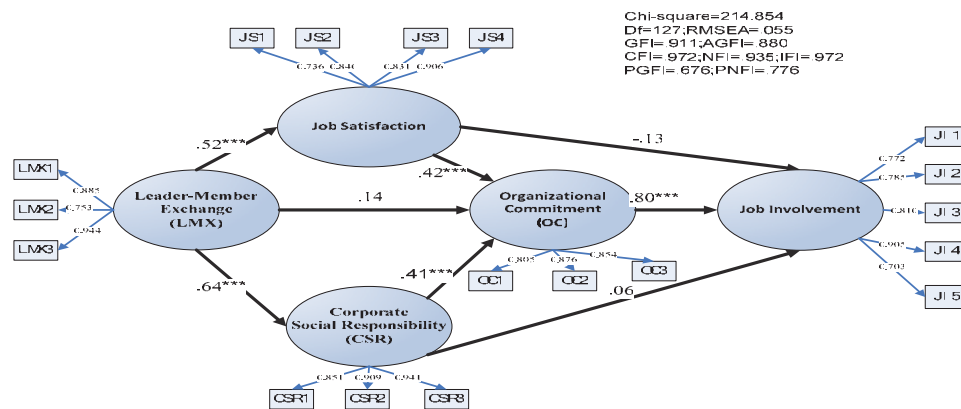 Chi-square=214.854
Df=127;RMSEA=.055
GFI=.911;AGFI=.880
CFI=.972;NFI=.935;IFI=.972
PGFI=.676;PNFI=.776
JS1
JS2
JS3
JS4
0.736
0.840
0.831
0.906
Job Satisfaction
.52***
-.13
.42***
LMX1
LMX2
LMX3
0.885
0.753
0.944
Leader-Member
Exchange
(LMX)
.14
Organizational
Commitment
(OC)
.80***
Job Involvement
JI 1
JI 2
JI 3
JI 4
JI 5
0.772
0.785
0.810
0.905
0.703
0.805
0.876
0.854
OC1
OC2
OC3
.64***
.41***
.06
Corporate
Social Responsibility
(CSR)
0.851
0.909
0.941
CSR1
CSR2
CSR3